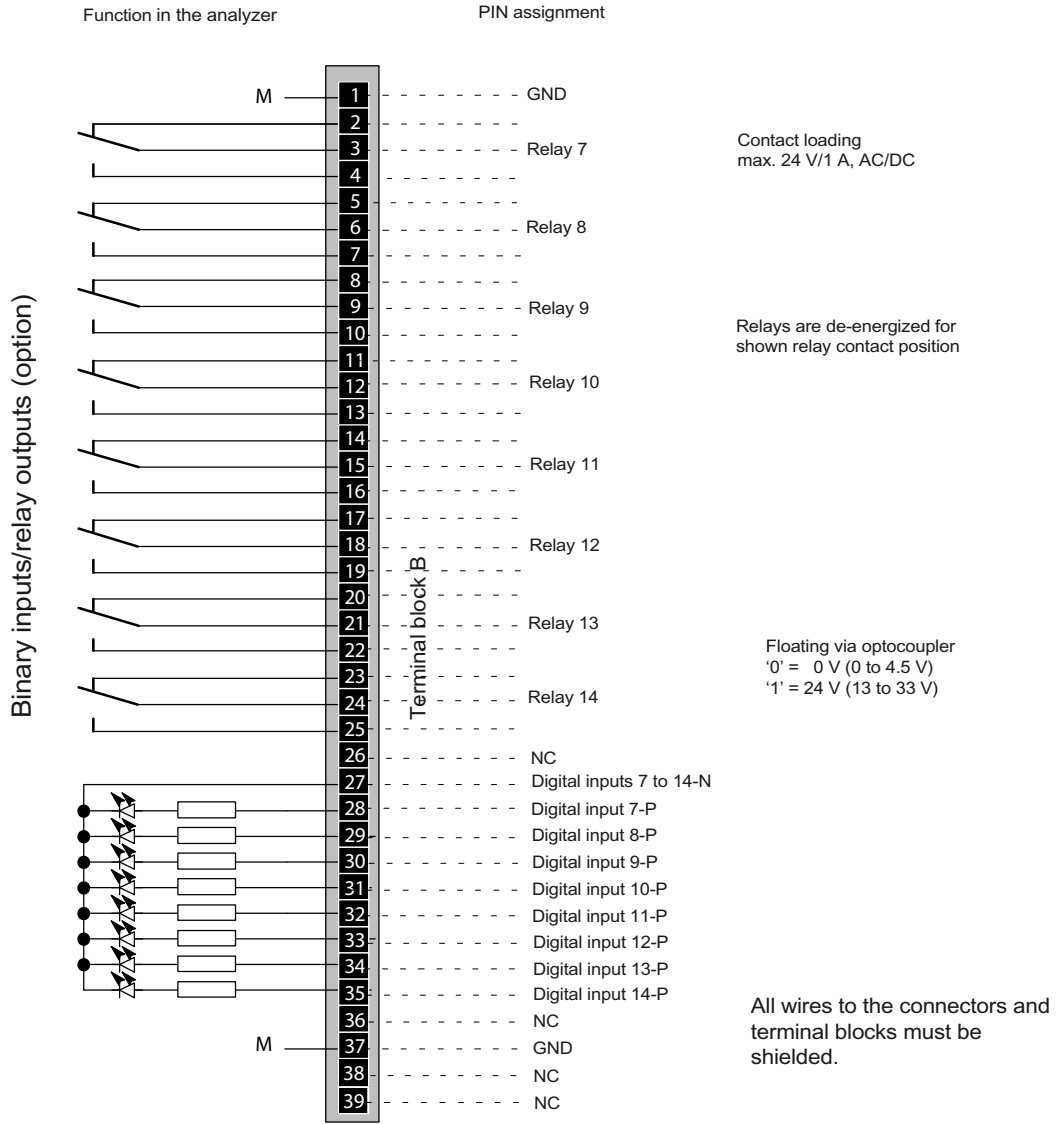 Function in the analyzer
PIN assignment
Binary inputs/relay outputs (option)
Terminal block B
M 1 GND
2
3 Relay 7
4
5
6 Relay 8
7
8
9 Relay 9
10
11
12 Relay 10
13
14
15 Relay 11
16
17
18 Relay 12
19
20
21 Relay 13
22
23
24 Relay 14
25
26 NC
27 Digital inputs 7 to 14-N
28 Digital input 7-P
29 Digital input 8-P
30 Digital input 9-P
31 Digital input 10-P
32 Digital input 11-P
33 Digital input 12-P
34 Digital input 13-P
35 Digital input 14-P
36 NC
M 37 GND
38 NC
39 NC
Contact loading
max. 24 V/1 A, AC/DC
Relays are de-energized for
shown relay contact position
Floating via optocoupler
‘0’ = 0 V (0 to 4.5 V)
‘1’ = 24 V (13 to 33 V)
All wires to the connectors and
terminal blocks must be
shielded.